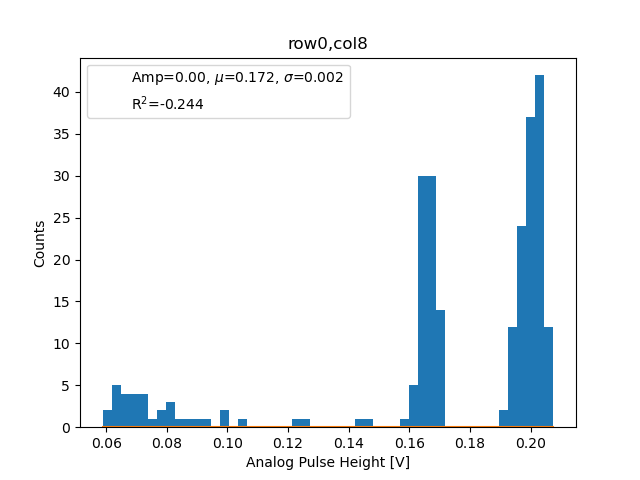 row0,col8
Amp=0.00, μ=0.172, σ=0.002
R²=-0.244
Counts
40
35
30
25
20
15
10
5
0
0.06 0.08 0.10 0.12 0.14 0.16 0.18 0.20
Analog Pulse Height [V]